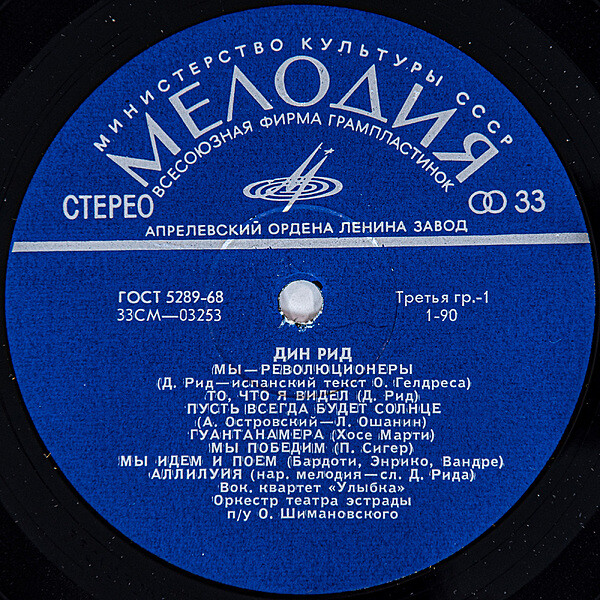 МИНИСТЕРСТВО КУЛЬТУРЫ СССР
МЕЛОДИЯ
ВСЕСОЮЗНАЯ ФИРМА ГРАМПЛАСТИНОК
СТЕРЕО
33
АПРЕЛЕВСКИЙ ОРДЕНА ЛЕНИНА ЗАВОД
ГОСТ 5289-68
Третья гр.-1
33СМ—03253
1-90
ДИН РИД
МЫ—РЕВОЛЮЦИОНЕРЫ
(Д. Рид—испанский текст О. Гелдреса)
ТО, ЧТО Я ВИДЕЛ (Д. Рид)
ПУСТЬ ВСЕГДА БУДЕТ СОЛНЦЕ
(А. Островский—Л. Ошанин)
ГУАНТАНАМЕРА (Хосе Марти)
МЫ ПОБЕДИМ (П. Сигер)
МЫ ИДЕМ И ПОЕМ (Бардоти, Энрико, Вандре)
АЛЛИЛУЙЯ (нар. мелодия—сл. Д. Рида)
Вок. квартет «Улыбка»
Оркестр театра эстрады
п/у О. Шимановского